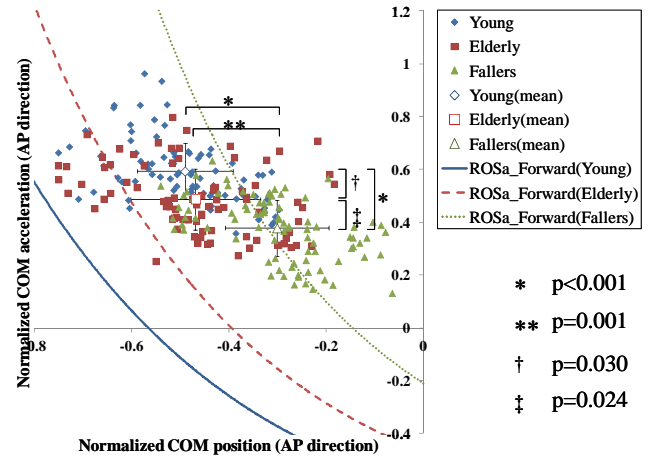 1.2
1
0.8
0.6
0.4
0.2
0
-0.2
-0.4
0.8
-0.6
-0.4
-0.2
0
Normalized COM acceleration (AP direction)
Normalized COM position (AP direction)
*
**
†
‡
*
Young
Elderly
Fallers
Young(mean)
Elderly(mean)
Fallers(mean)
ROSa_Forward(Young)
ROSa_Forward(Elderly)
ROSa_Forward(Fallers)
* p<0.001
** p=0.001
† p=0.030
‡ p=0.024